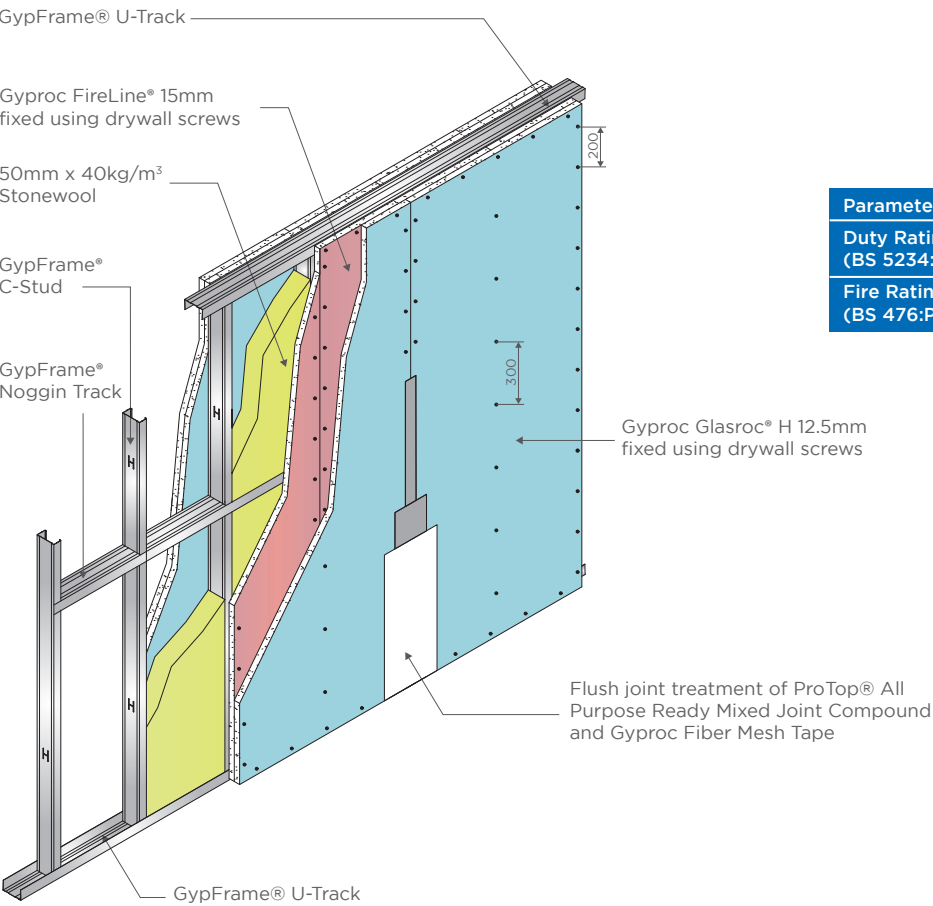 GypFrame® U-Track
Gyproc FireLine® 15mm
fixed using drywall screws
50mm x 40kg/m³
Stonewool
GypFrame®
C-Stud
GypFrame®
Noggin Track
200
300
H
H
H
H
Paramete
Duty Ratin
(BS 5234:
Fire Ratin
(BS 476:P
Gyproc Glasroc® H 12.5mm
fixed using drywall screws
Flush joint treatment of ProTop® All
Purpose Ready Mixed Joint Compound
and Gyproc Fiber Mesh Tape
GypFrame® U-Track